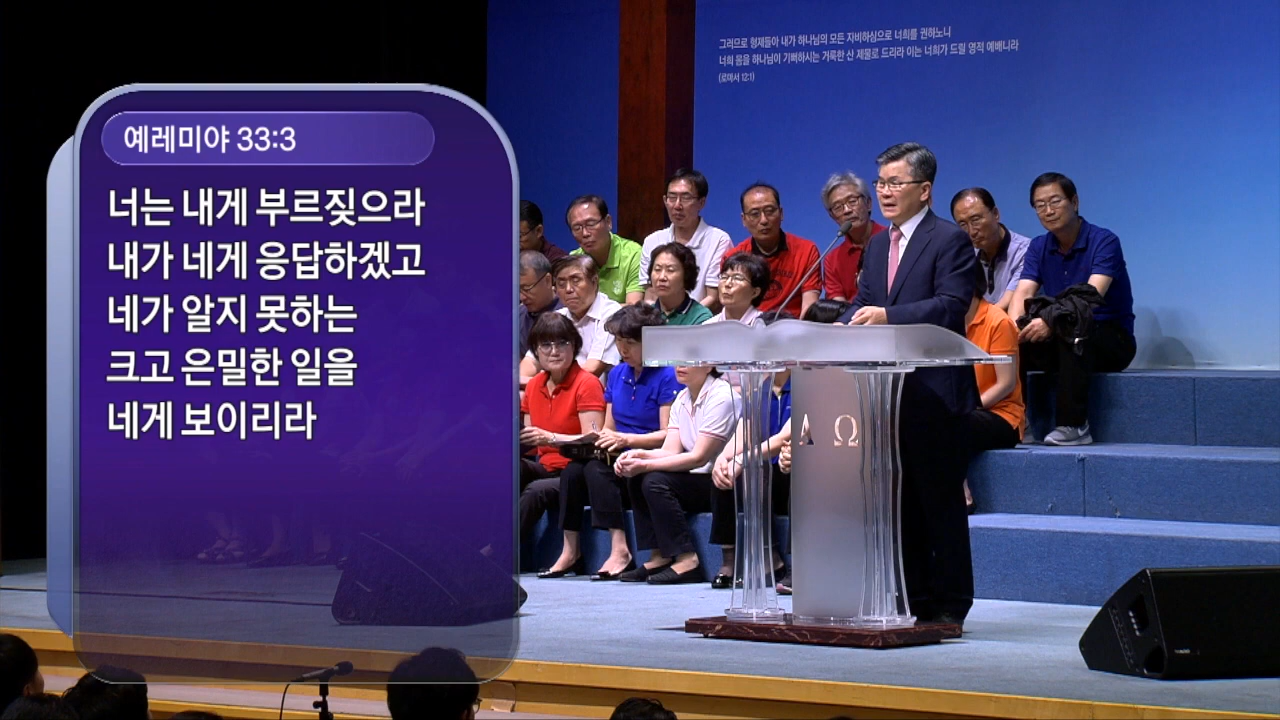 그러므로 형제들아 내가 하나님의 모든 자비하심으로 너희를 권하노니
너희 몸을 하나님이 기뻐하시는 거룩한 산 제물로 드리라 이는 너희가 드릴 영적 예배니라
(로마서 12:1)
예레미야 33:3
너는 내게 부르짖으라
내가 네게 응답하겠고
네가 알지 못하는
크고 은밀한 일을
네게 보이리라
Α Ω